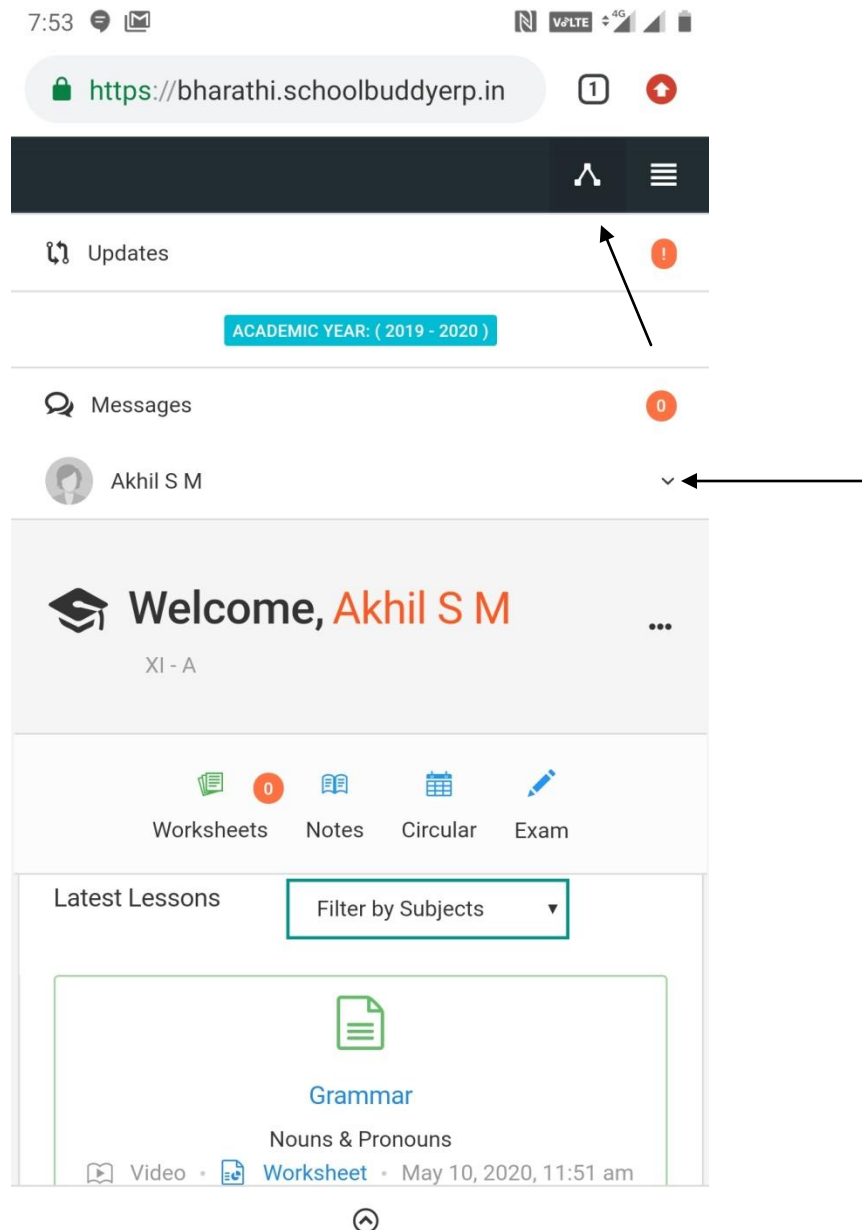 7:53 VoLTE 4G
https://bharathi.schoolbuddyerp.in 1
Updates !
ACADEMIC YEAR: ( 2019 - 2020 )
Messages 0
Akhil S M
Welcome, Akhil S M
XI - A
0
Worksheets Notes Circular Exam
Latest Lessons Filter by Subjects
Grammar
Nouns & Pronouns
Video • Worksheet • May 10, 2020, 11:51 am